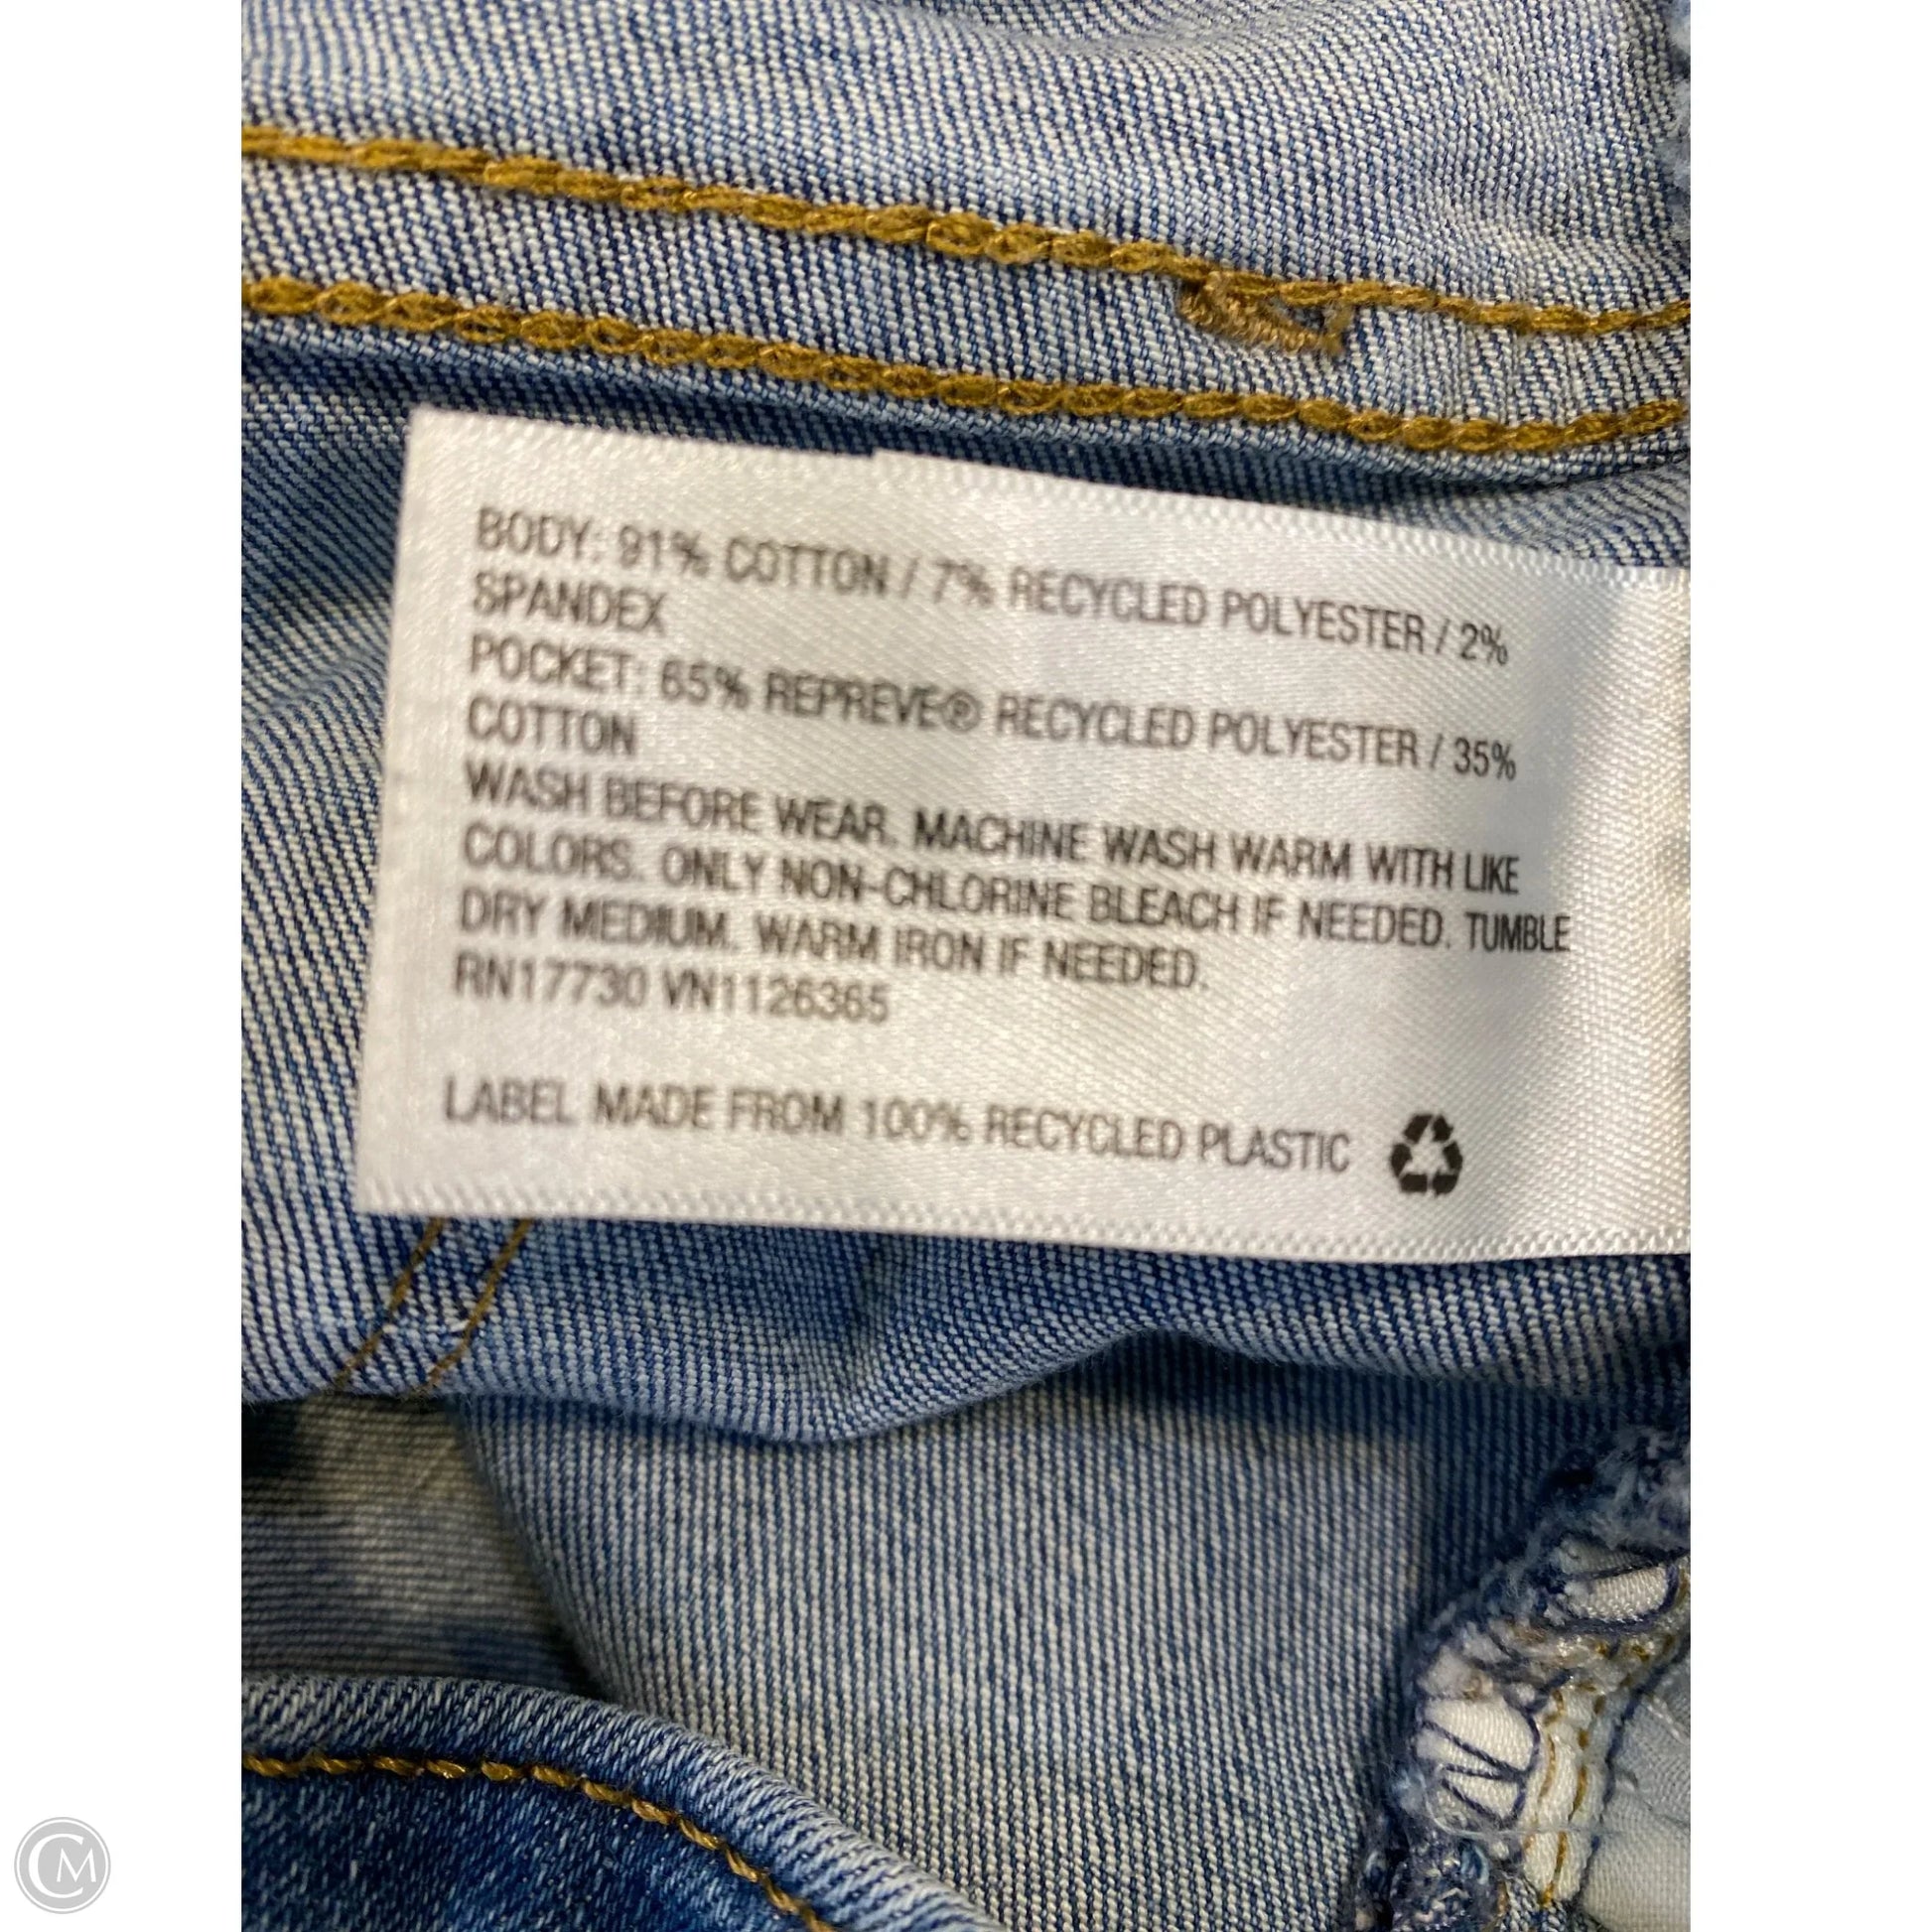 BODY: 91% COTTON / 7% RECYCLED POLYESTER / 2%
SPANDEX
POCKET: 65% REPREVE® RECYCLED POLYESTER / 35%
COTTON
WASH BEFORE WEAR. MACHINE WASH WARM WITH LIKE
COLORS. ONLY NON-CHLORINE BLEACH IF NEEDED. TUMBLE
DRY MEDIUM. WARM IRON IF NEEDED.
RN17730 VN1126365
LABEL MADE FROM 100% RECYCLED PLASTIC
CM